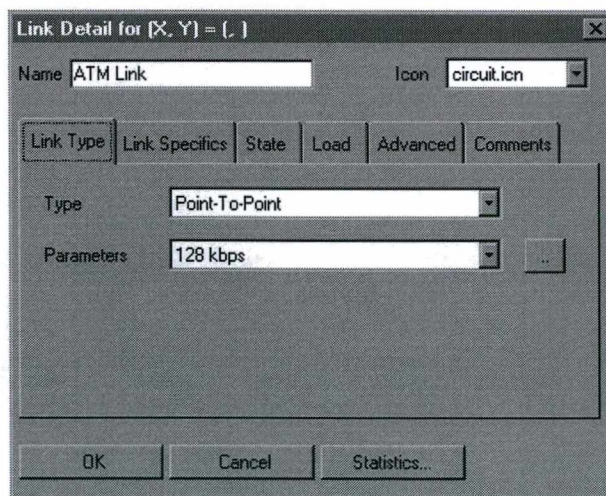 Link Detail for (X, Y) = (, )
Name ATM Link Icon circuit.icn
Link Type Link Specifics State Load Advanced Comments
Type Point-To-Point
Parameters 128 kbps ..
OK Cancel Statistics...